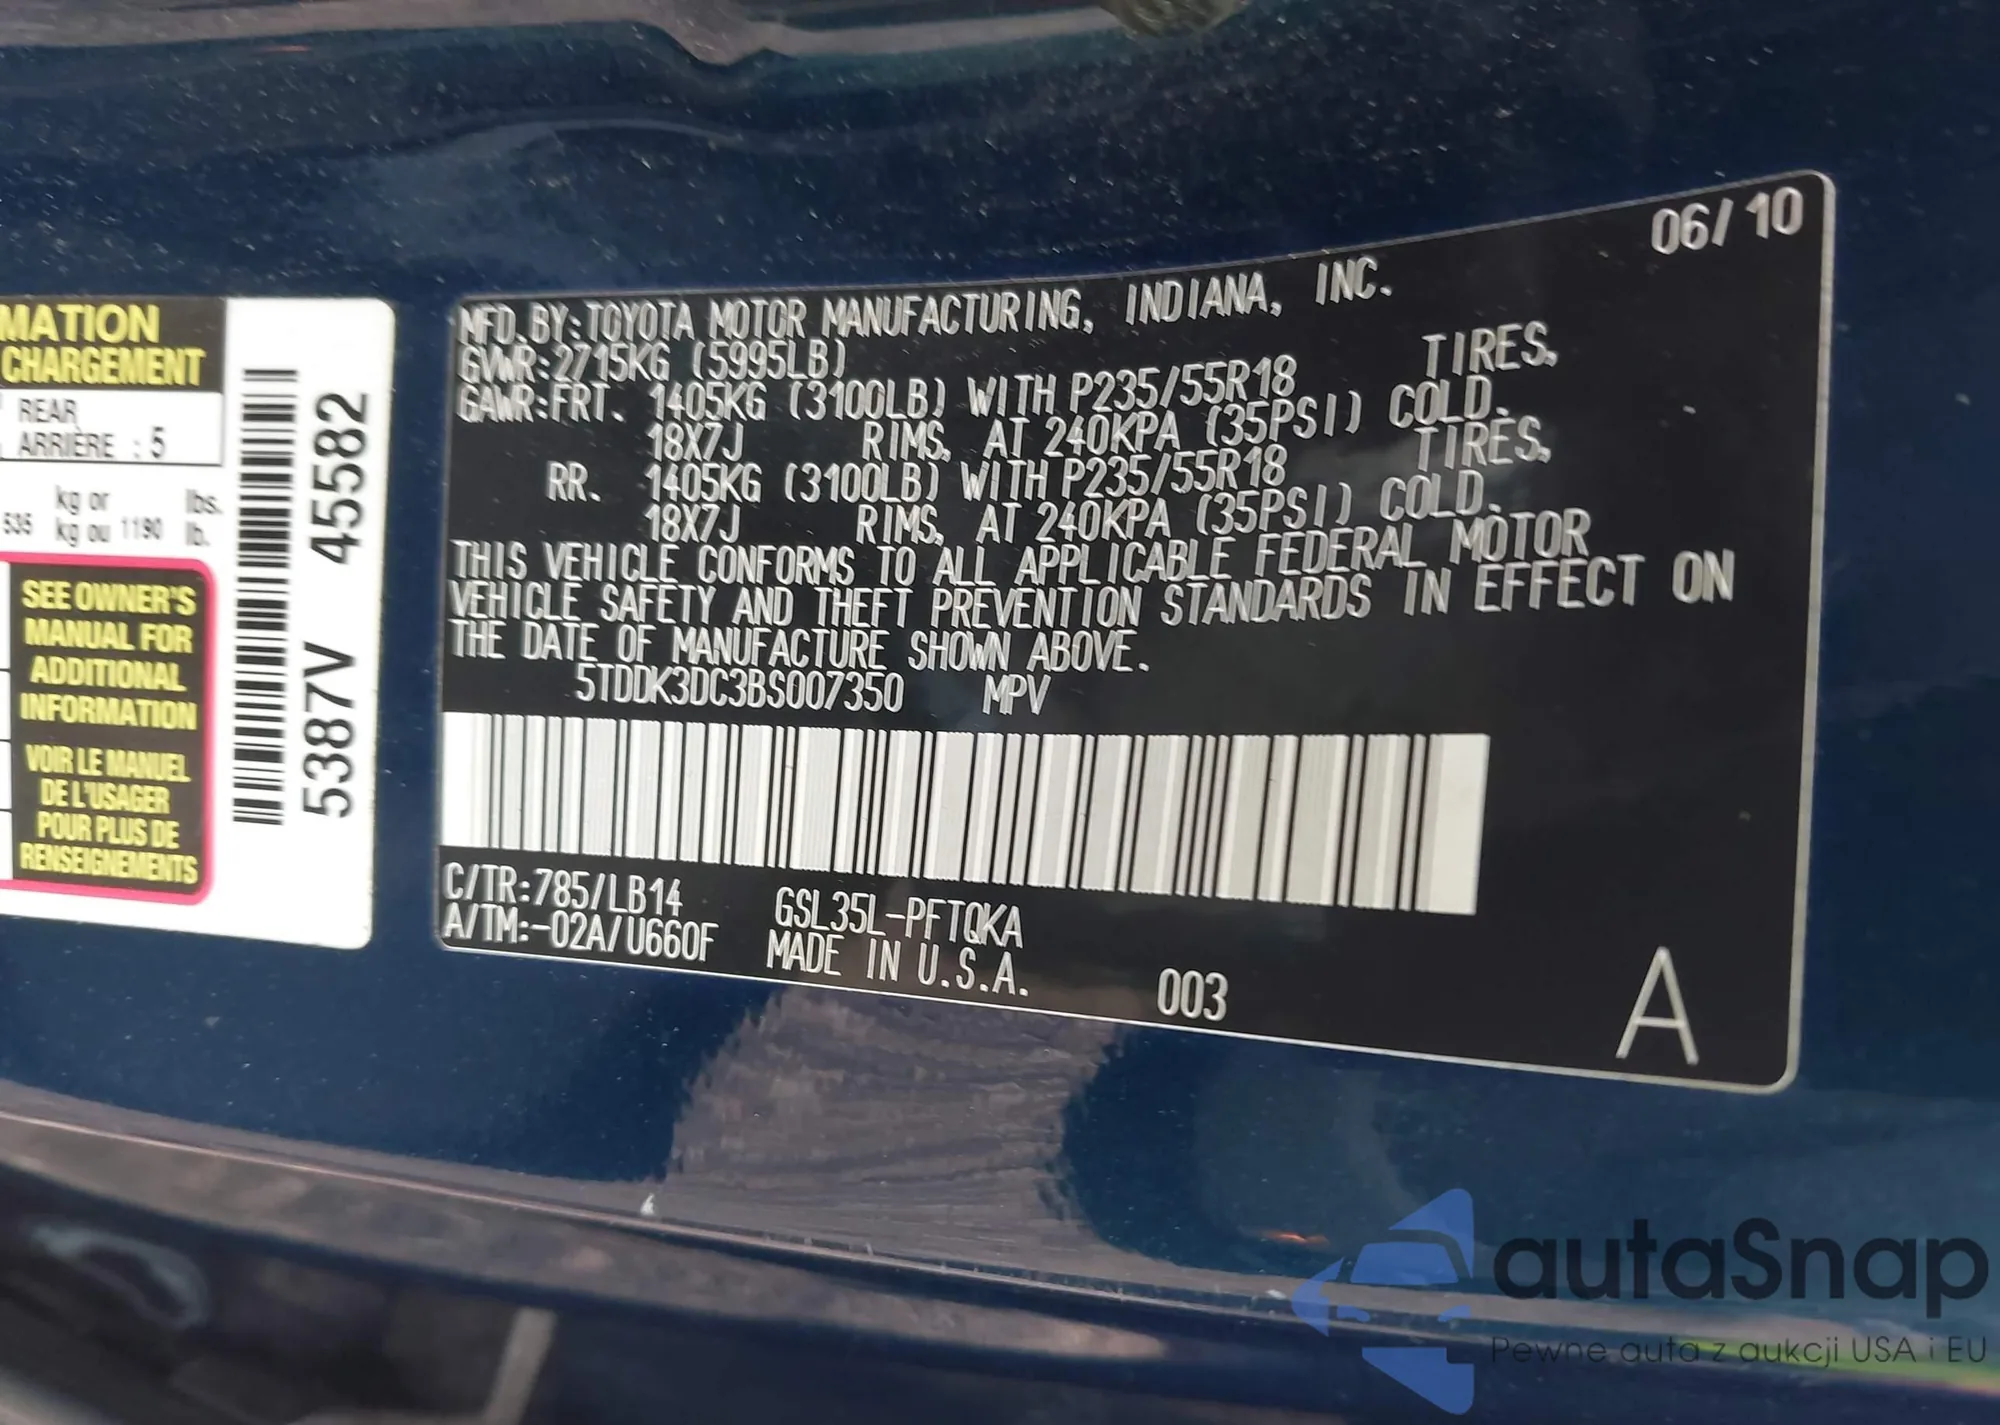 MATION
CHARGEMENT
REAR
ARRIÈRE : 5
kg or lbs.
535 kg ou 1190 lb.
SEE OWNER'S
MANUAL FOR
ADDITIONAL
INFORMATION
VOIR LE MANUEL
DE L'USAGER
POUR PLUS DE
RENSEIGNEMENTS
5387V 45582
06/10
MFD. BY: TOYOTA MOTOR MANUFACTURING, INDIANA, INC.
GVWR: 2715KG (5995LB)
GAWR: FRT. 1405KG (3100LB) WITH P235/55R18 TIRES,
18X7J RIMS, AT 240KPA (35PSI) COLD.
RR. 1405KG (3100LB) WITH P235/55R18 TIRES,
18X7J RIMS, AT 240KPA (35PSI) COLD.
THIS VEHICLE CONFORMS TO ALL APPLICABLE FEDERAL MOTOR
VEHICLE SAFETY AND THEFT PREVENTION STANDARDS IN EFFECT ON
THE DATE OF MANUFACTURE SHOWN ABOVE.
5TDDK3DC3BS007350 MPV
C/TR:785/LB14 GSL35L-PFTQKA
A/TM:-02A/U660F MADE IN U.S.A.
003
A
autaSnap
Pewne auta z aukcji USA i EU